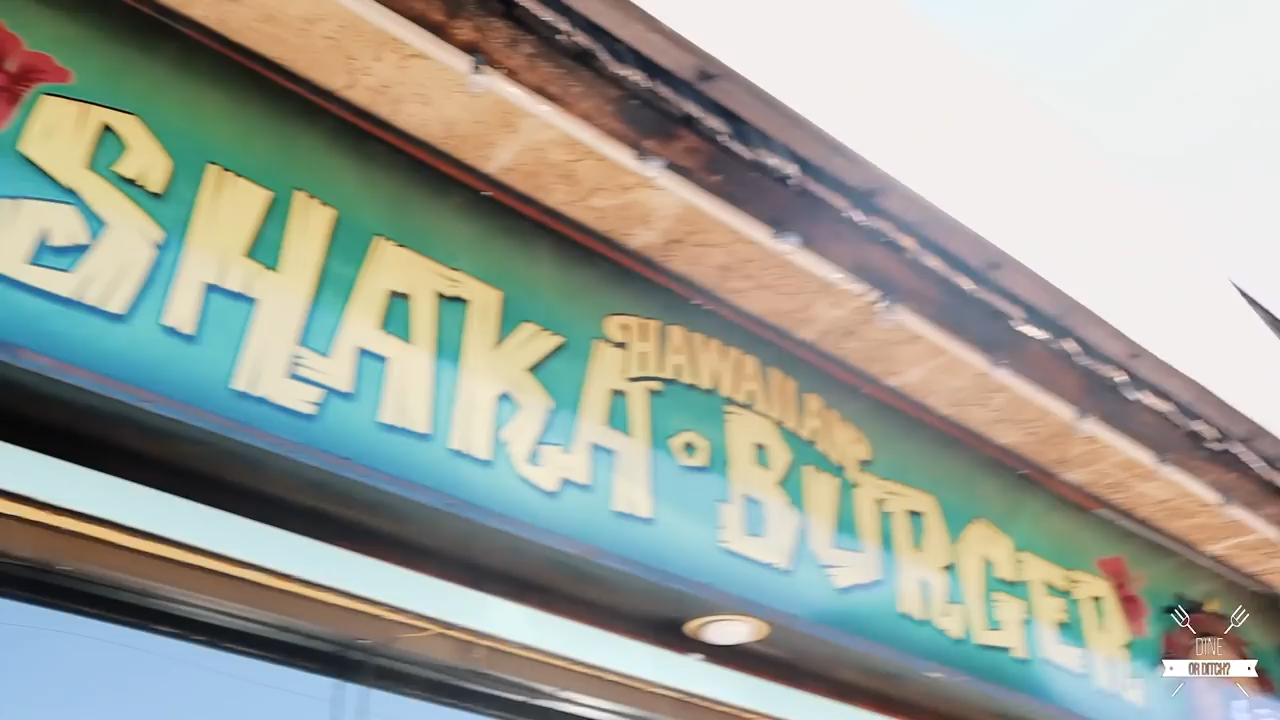 HAWAIIAN
SHAKA • BURGER
DINE
OR DITCH?